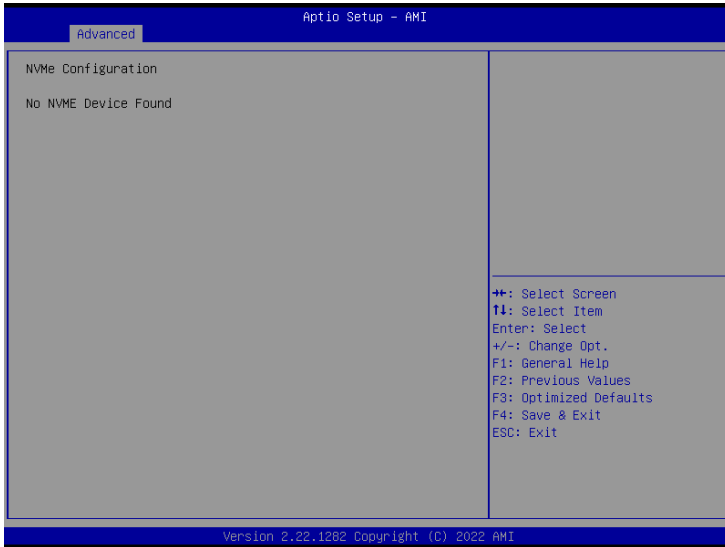 Aptio Setup – AMI
Advanced
NVMe Configuration
No NVME Device Found
→←: Select Screen
↑↓: Select Item
Enter: Select
+/-: Change Opt.
F1: General Help
F2: Previous Values
F3: Optimized Defaults
F4: Save & Exit
ESC: Exit
Version 2.22.1282 Copyright (C) 2022 AMI